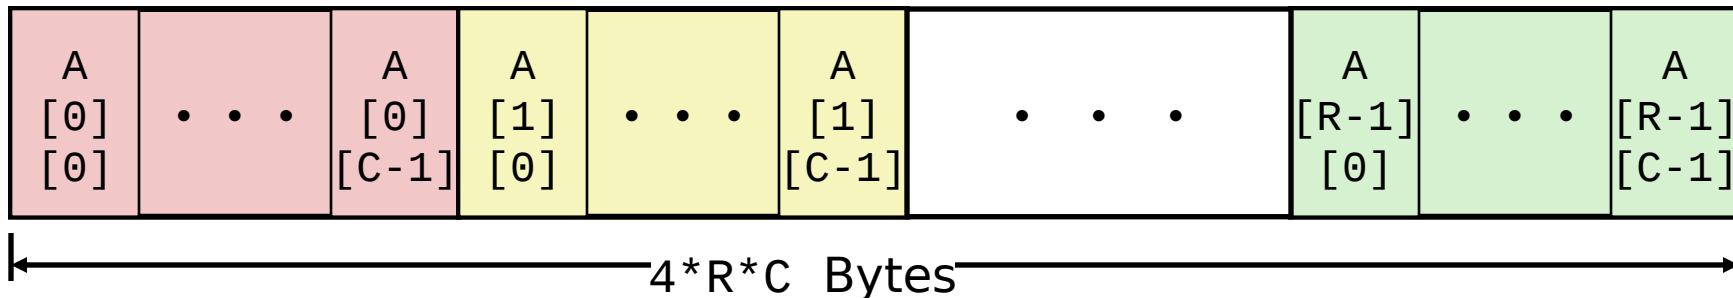 A A A A A A
[0] • • • [0] [1] • • • [1] • • • [R-1] • • • [R-1]
[0] [C-1] [0] [C-1] [0] [C-1]
4*R*C Bytes